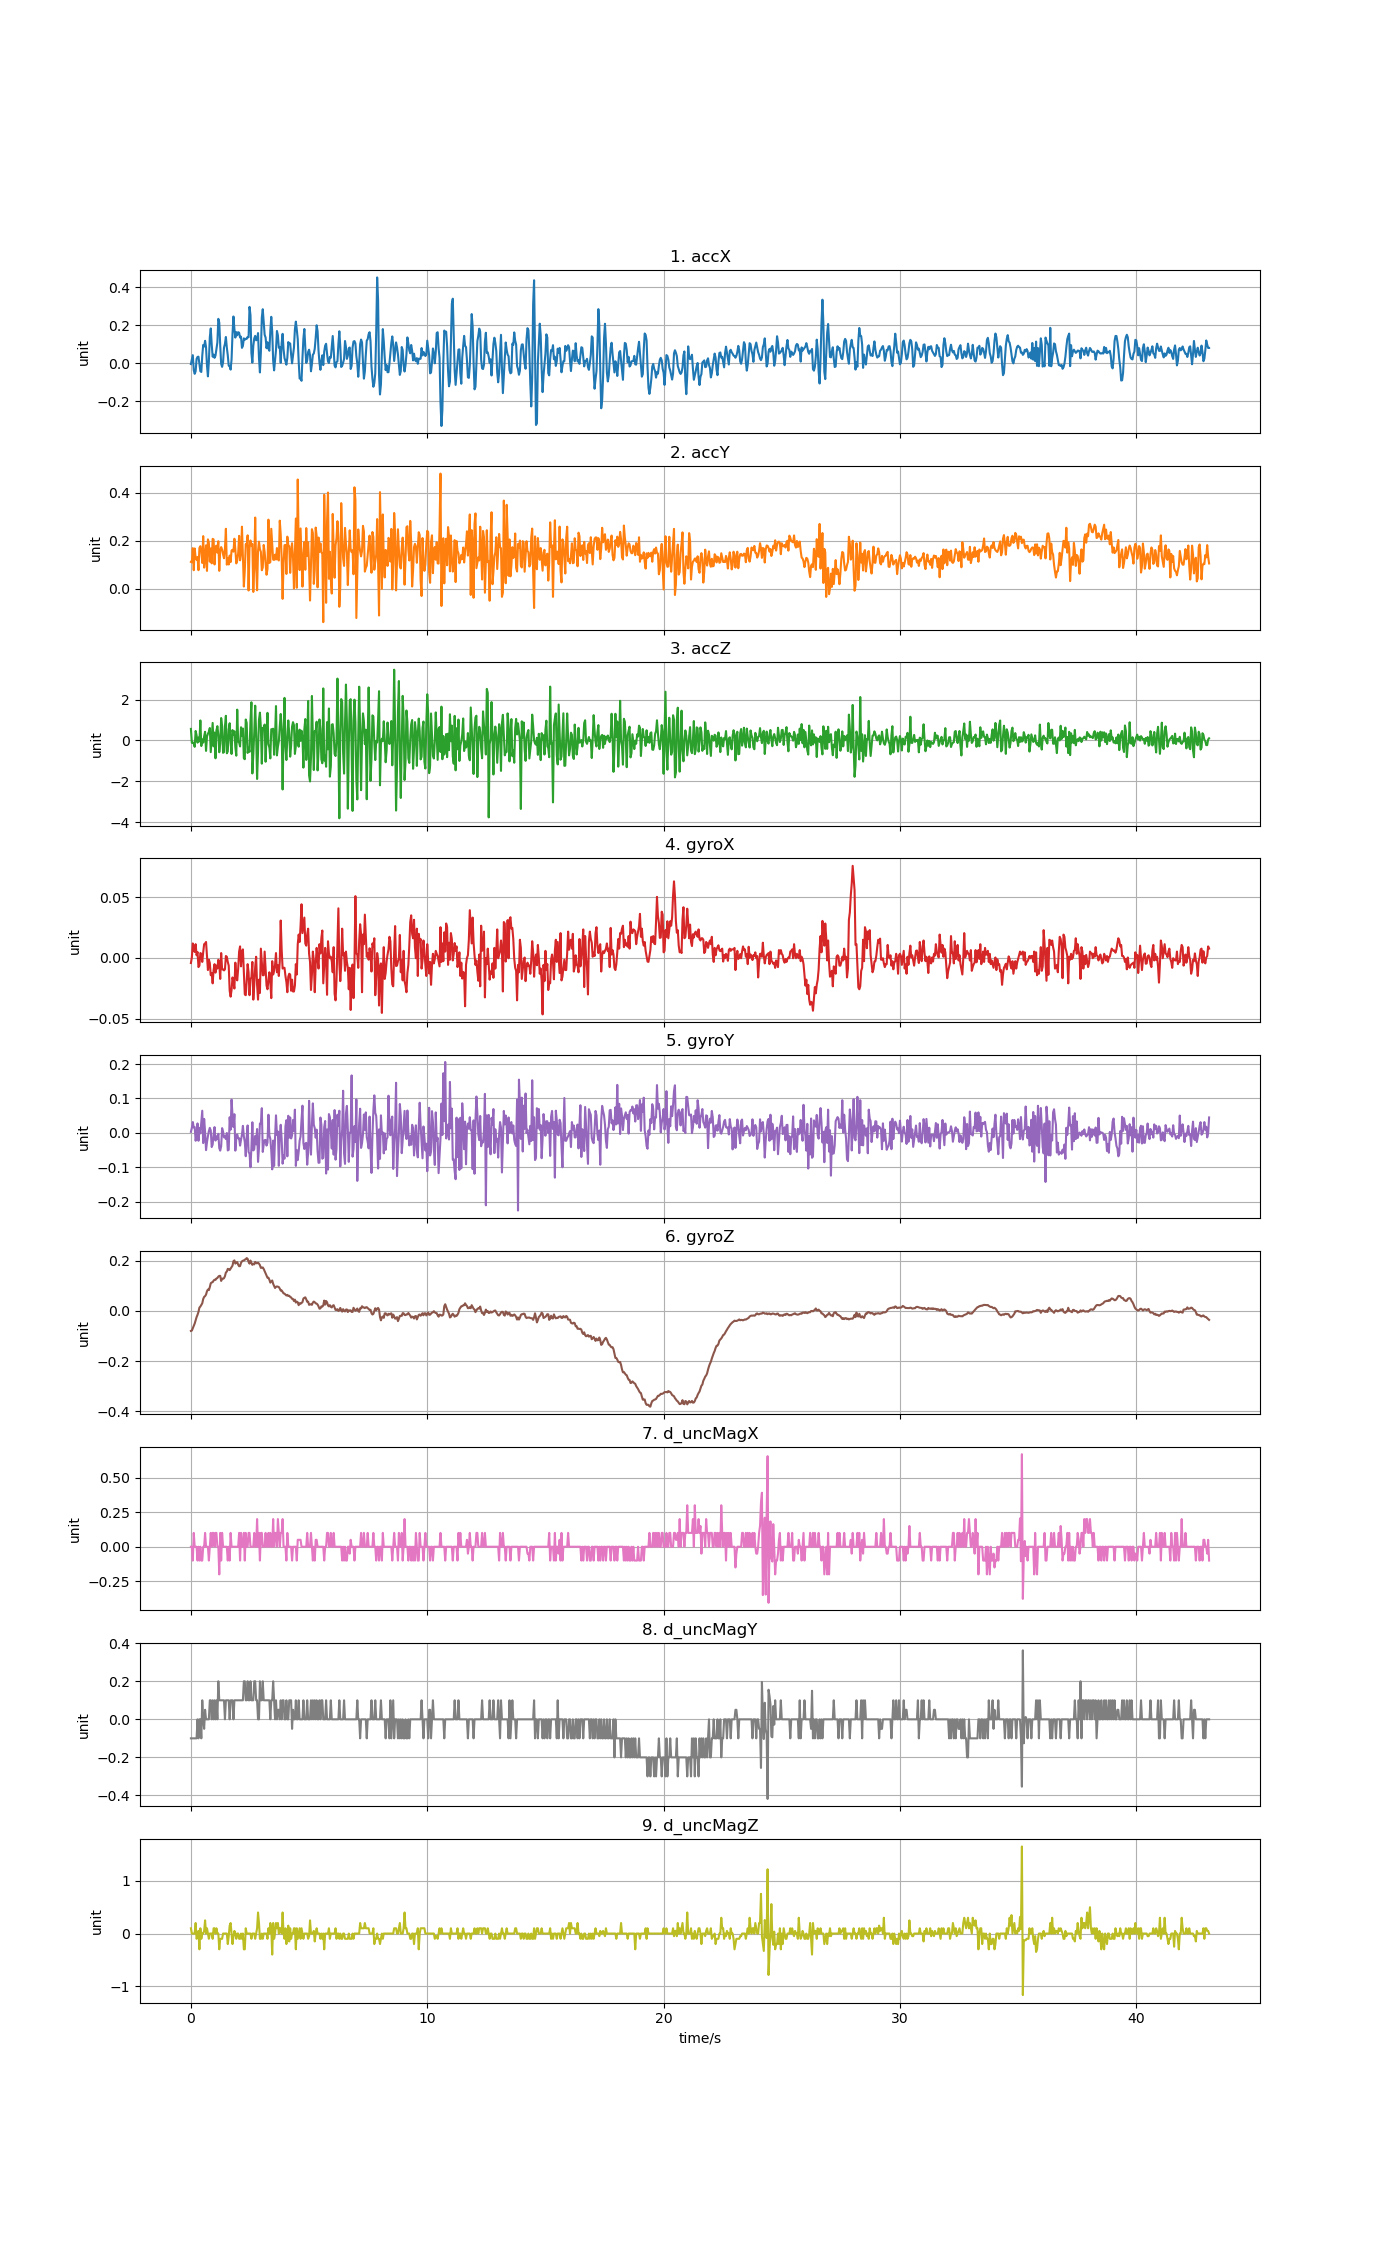 1. accX
0.4
0.2
0.0
−0.2
unit
2. accY
0.4
0.2
0.0
unit
3. accZ
2
0
−2
−4
unit
4. gyroX
0.05
0.00
−0.05
unit
5. gyroY
0.2
0.1
0.0
−0.1
−0.2
unit
6. gyroZ
0.2
0.0
−0.2
−0.4
unit
7. d_uncMagX
0.50
0.25
0.00
−0.25
unit
8. d_uncMagY
0.4
0.2
0.0
−0.2
−0.4
unit
9. d_uncMagZ
1
0
−1
unit
0 10 20 30 40
time/s